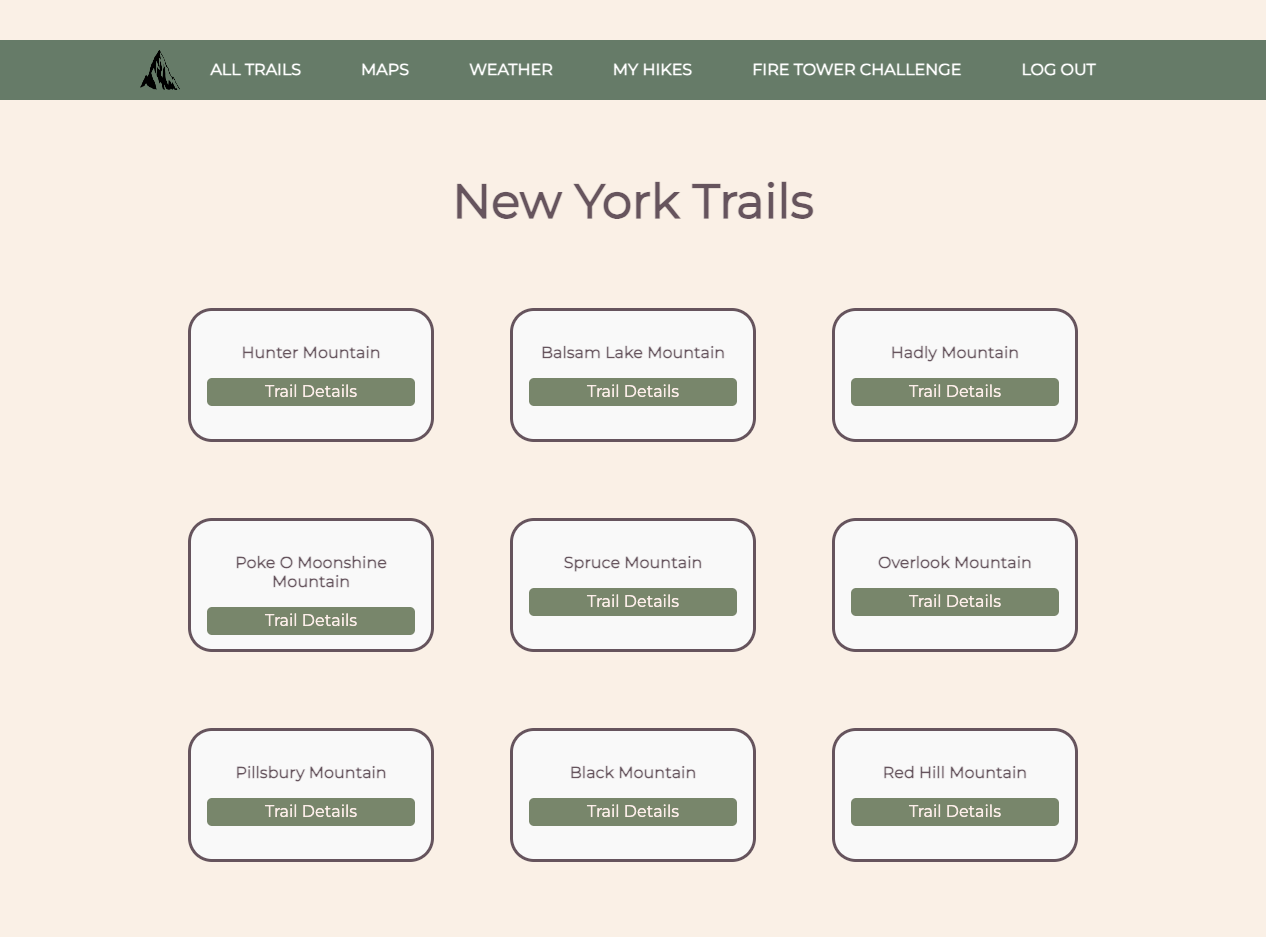 ALL TRAILS MAPS WEATHER MY HIKES FIRE TOWER CHALLENGE LOG OUT
New York Trails
Hunter Mountain
Trail Details
Balsam Lake Mountain
Trail Details
Hadly Mountain
Trail Details
Poke O Moonshine
Mountain
Trail Details
Spruce Mountain
Trail Details
Overlook Mountain
Trail Details
Pillsbury Mountain
Trail Details
Black Mountain
Trail Details
Red Hill Mountain
Trail Details